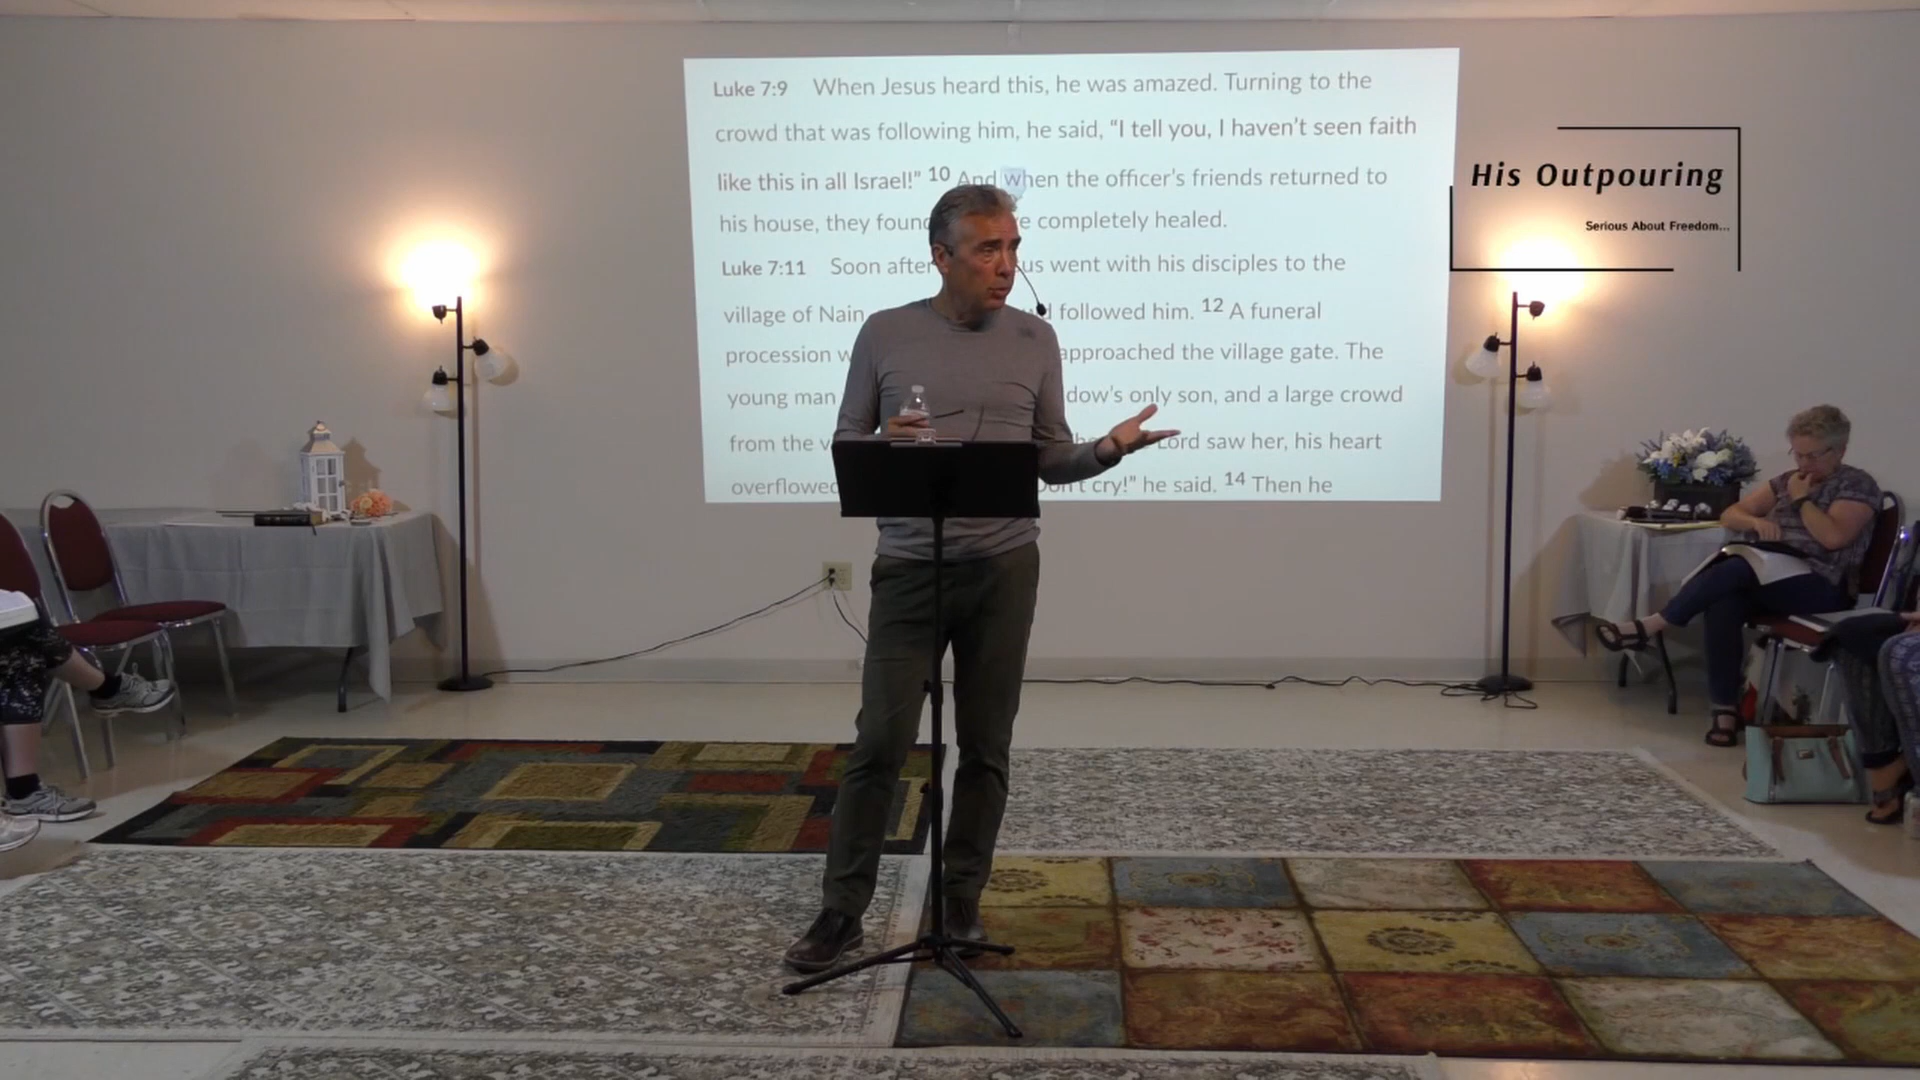 Luke 7:9 When Jesus heard this, he was amazed. Turning to the
crowd that was following him, he said, “I tell you, I haven’t seen faith
like this in all Israel!” 10 And when the officer’s friends returned to
his house, they found completely healed.
Luke 7:11 Soon after us went with his disciples to the
village of Nain followed him. 12 A funeral
procession approached the village gate. The
young man dow’s only son, and a large crowd
from the Lord saw her, his heart
overflowed Don’t cry!” he said. 14 Then he
His Outpouring
Serious About Freedom...